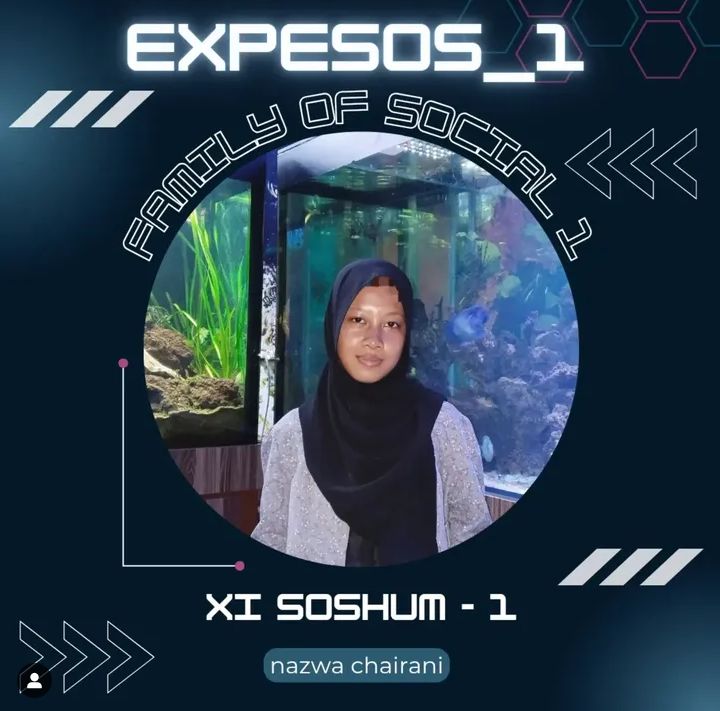 EXPESOS_1
FAMILY OF SOCIAL 1
XI SOSHUM - 1
nazwa chairani